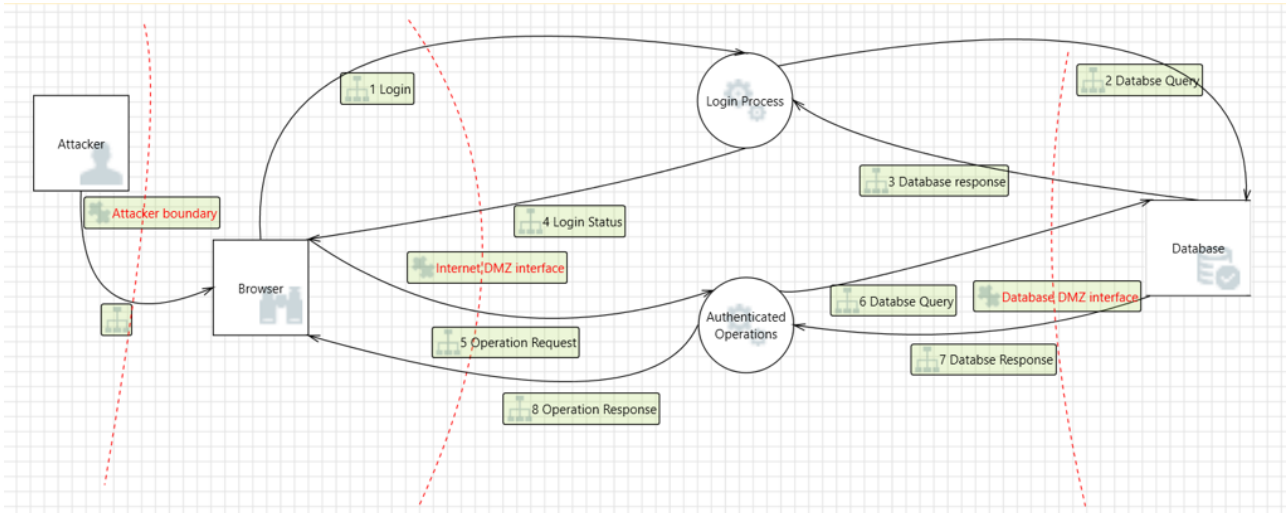 1 Login
Login Process
2 Databse Query
Attacker
3 Database response
Attacker boundary
4 Login Status
Database
Internet DMZ interface
Browser
6 Databse Query
Database DMZ interface
Authenticated
Operations
5 Operation Request
7 Databse Response
8 Operation Response